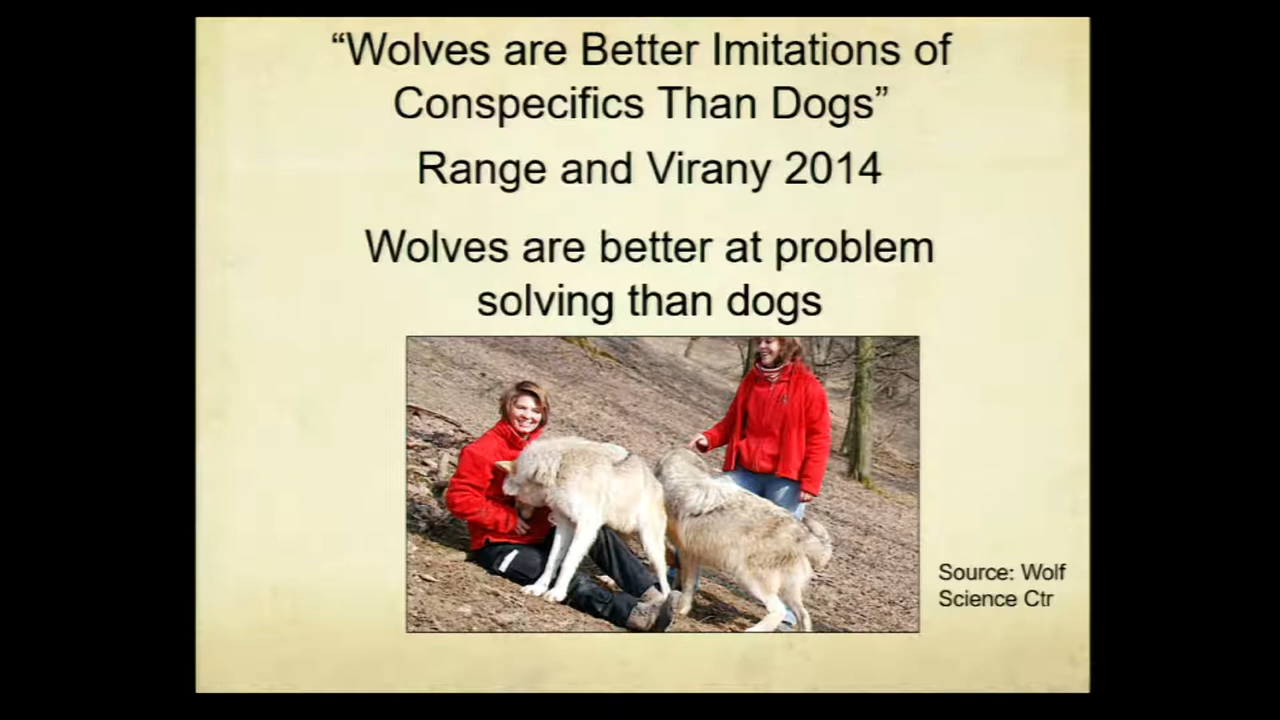 “Wolves are Better Imitations of
Conspecifics Than Dogs”
Range and Virany 2014
Wolves are better at problem
solving than dogs
Source: Wolf
Science Ctr